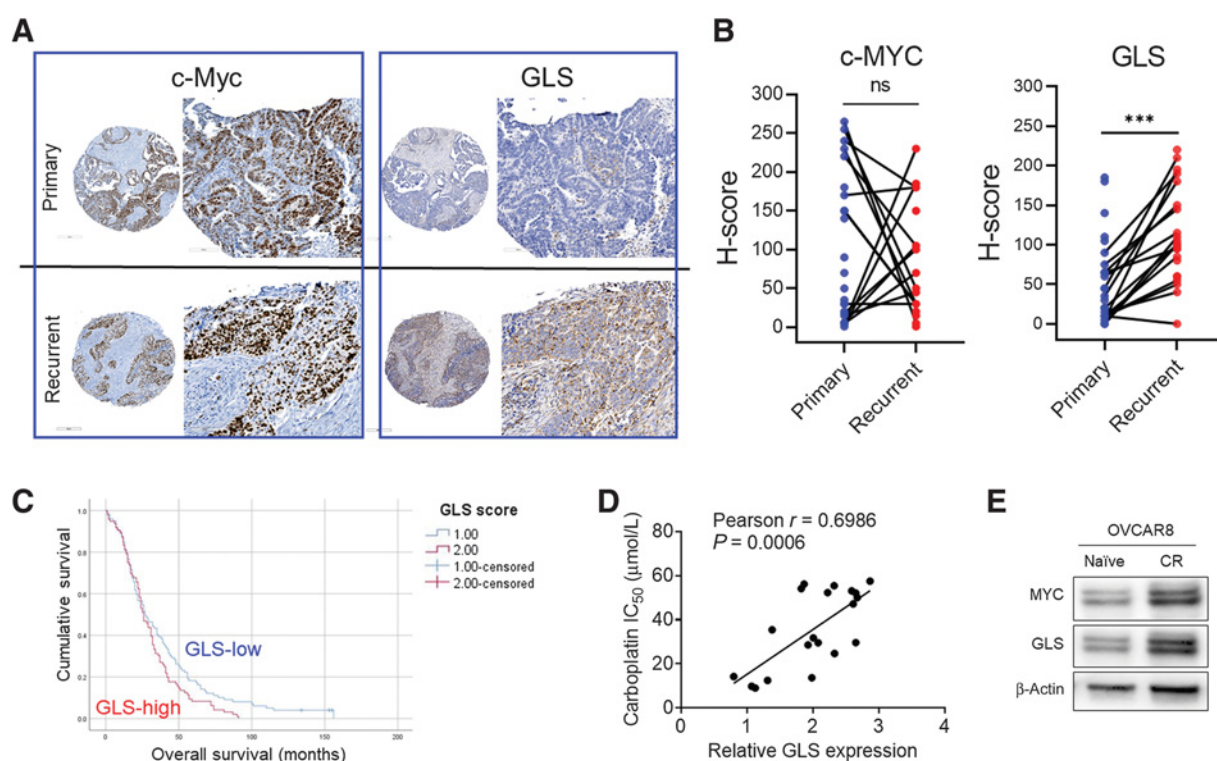 A
c-Myc
GLS
Primary
Recurrent
B
c-MYC
ns
H-score
300
250
200
150
100
50
0
Primary
Recurrent
GLS
***
H-score
300
250
200
150
100
50
0
Primary
Recurrent
C
Cumulative survival
1.0
0.8
0.6
0.4
0.2
0.0
GLS-low
GLS-high
0 50 100 150 200
Overall survival (months)
GLS score
1.00
2.00
1.00-censored
2.00-censored
D
Pearson r = 0.6986
P = 0.0006
Carboplatin IC50 (μmol/L)
80
60
40
20
0
0 1 2 3 4
Relative GLS expression
E
OVCAR8
Naïve CR
MYC
GLS
β-Actin